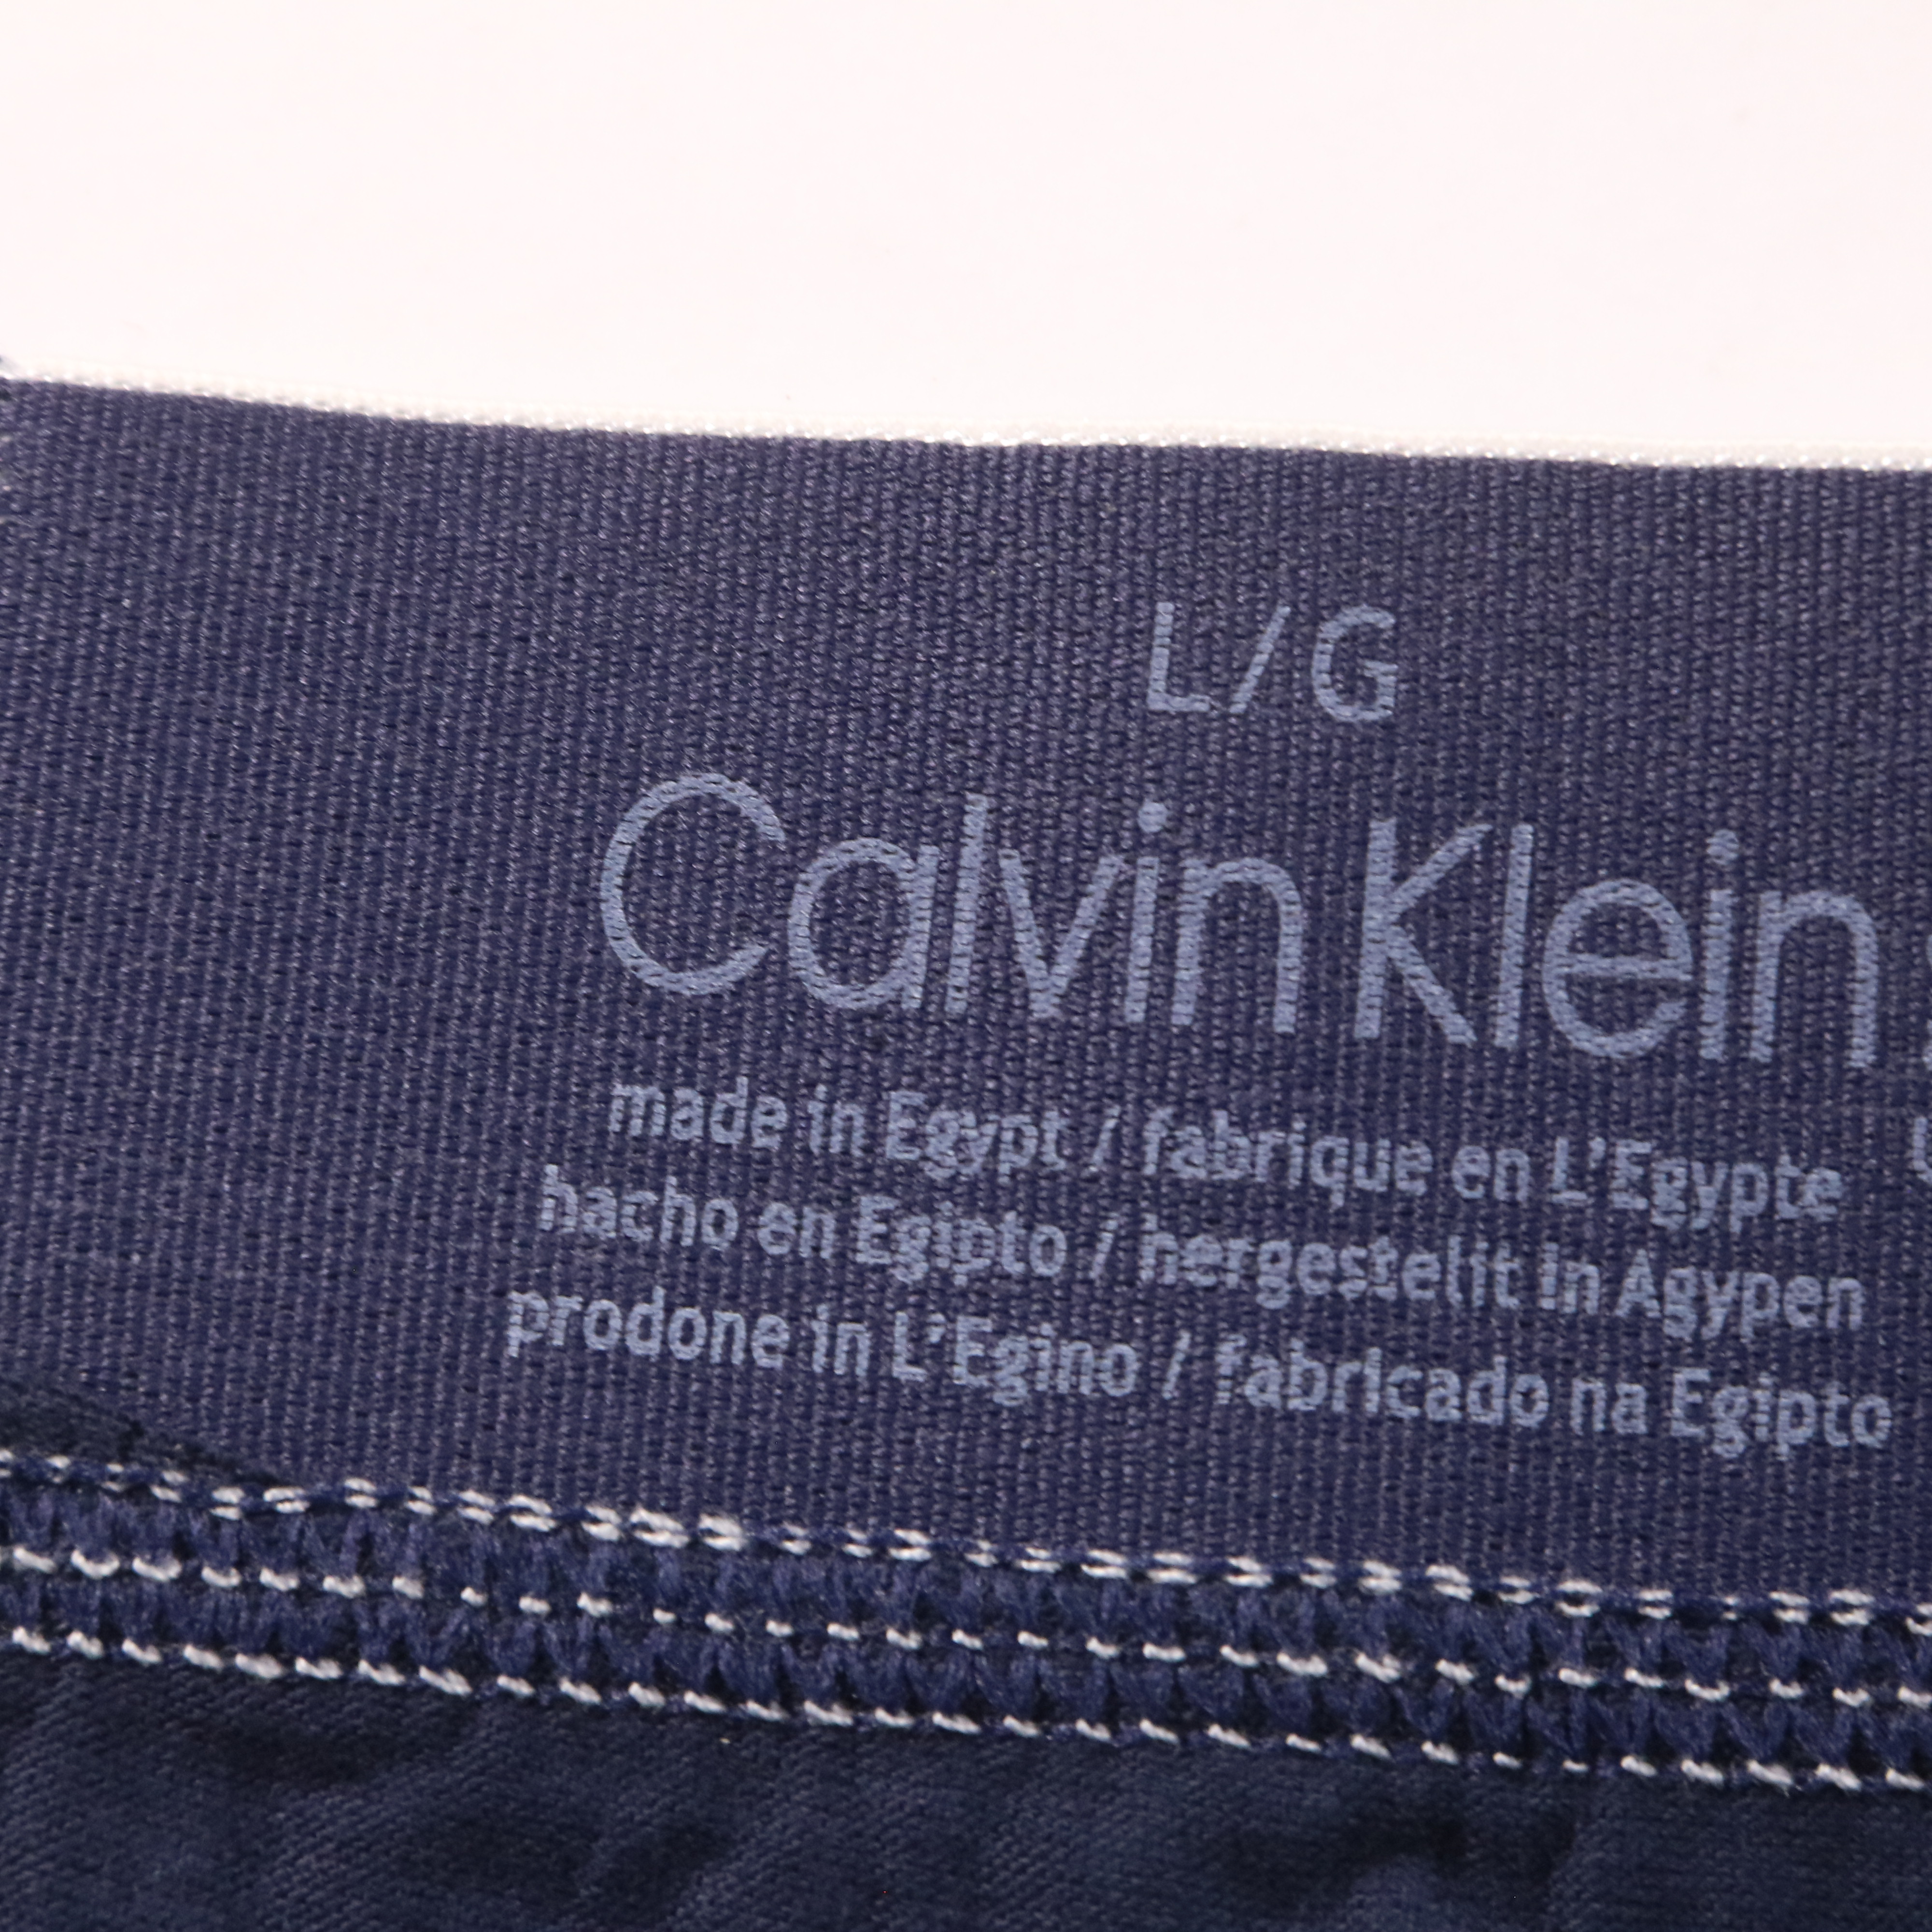 L/G
Calvin Klein
made in Egypt / fabrique en L'Egypte
hacho en Egipto / hergestelit in Agypen
prodone in L'Egino / fabricado na Egipto